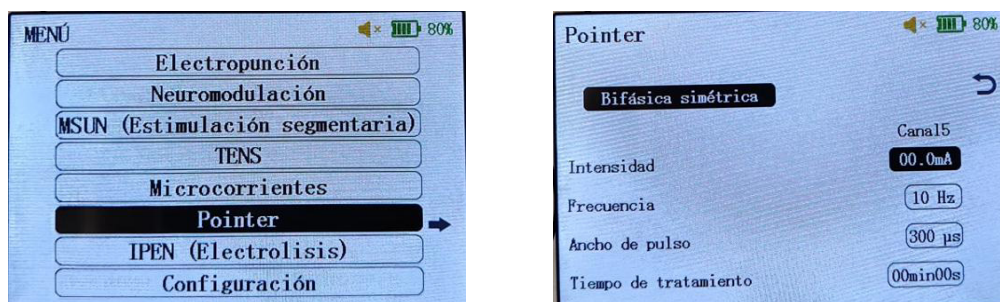 MENÚ
80%
Electropunción
Neuromodulación
MSUN (Estimulación segmentaria)
TENS
Microcorrientes
Pointer
IPEN (Electrolisis)
Configuración
Pointer
80%
Bifásica simétrica
Canal5
Intensidad
00.0mA
Frecuencia
10 Hz
Ancho de pulso
300 µs
Tiempo de tratamiento
00min00s